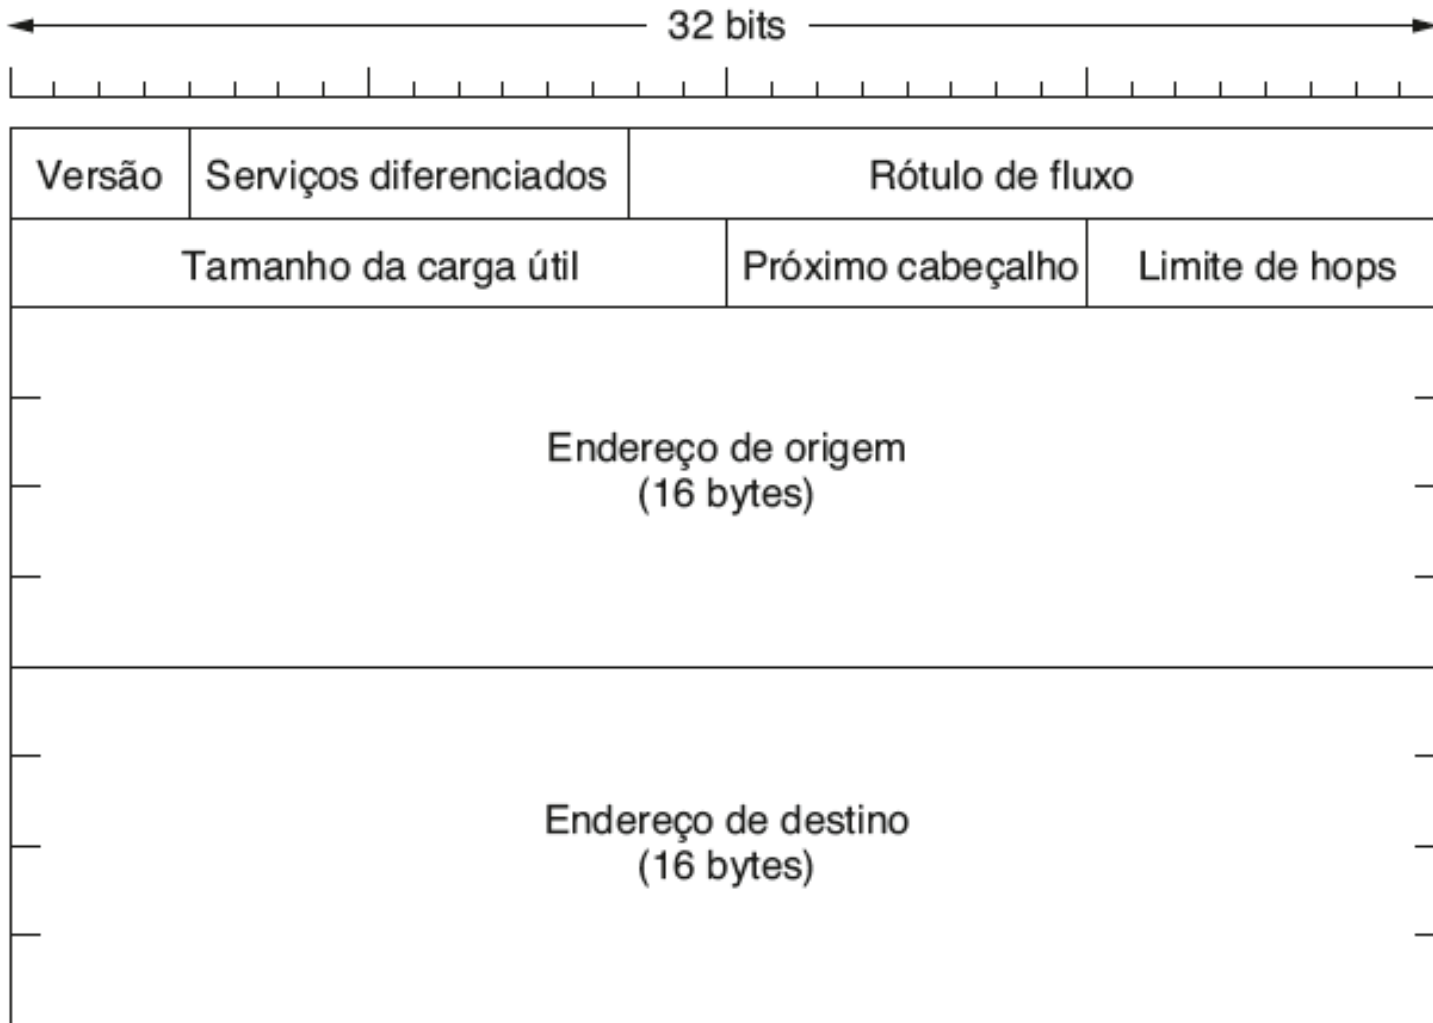 32 bits
Versão Serviços diferenciados Rótulo de fluxo
Tamanho da carga útil Próximo cabeçalho Limite de hops
Endereço de origem
(16 bytes)
Endereço de destino
(16 bytes)